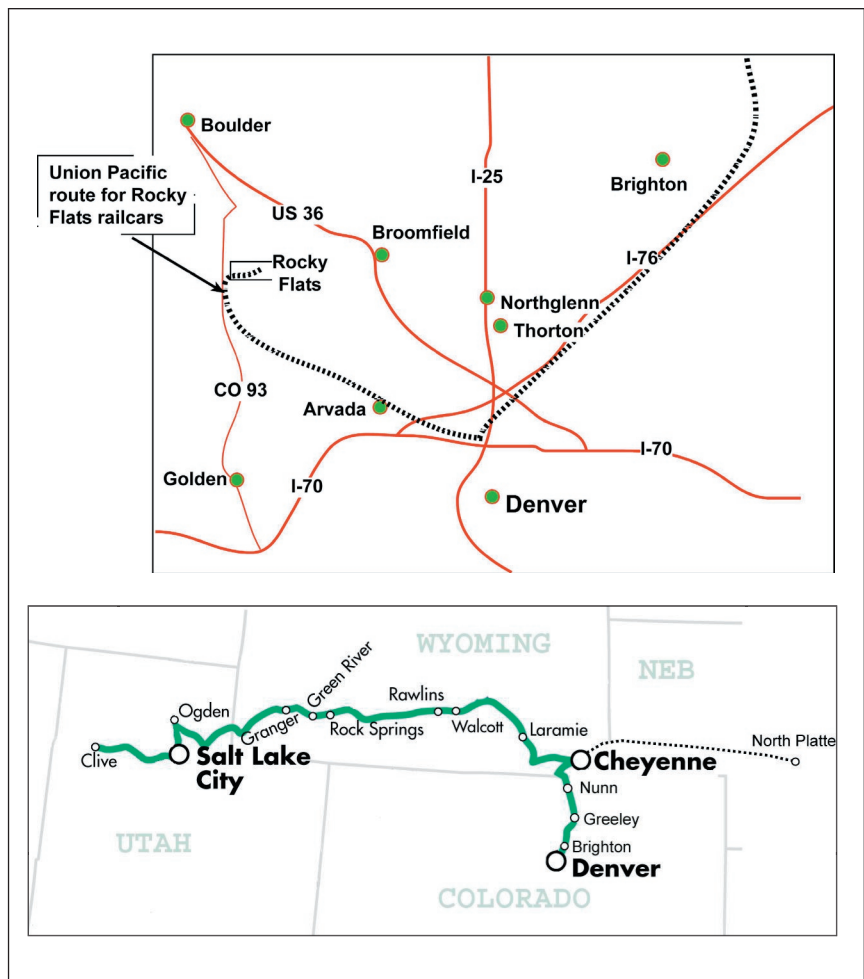 Boulder
Union Pacific
route for Rocky
Flats railcars
I-25
Brighton
US 36
Broomfield
I-76
Rocky
Flats
Northglenn
Thorton
CO 93
Arvada
I-70
Golden
I-70
Denver
WYOMING
NEB
Green River
Ogden
Rawlins
Granger
Rock Springs
Walcott
Laramie
North Platte
Clive
Salt Lake
City
Cheyenne
Nunn
Greeley
UTAH
Brighton
Denver
COLORADO